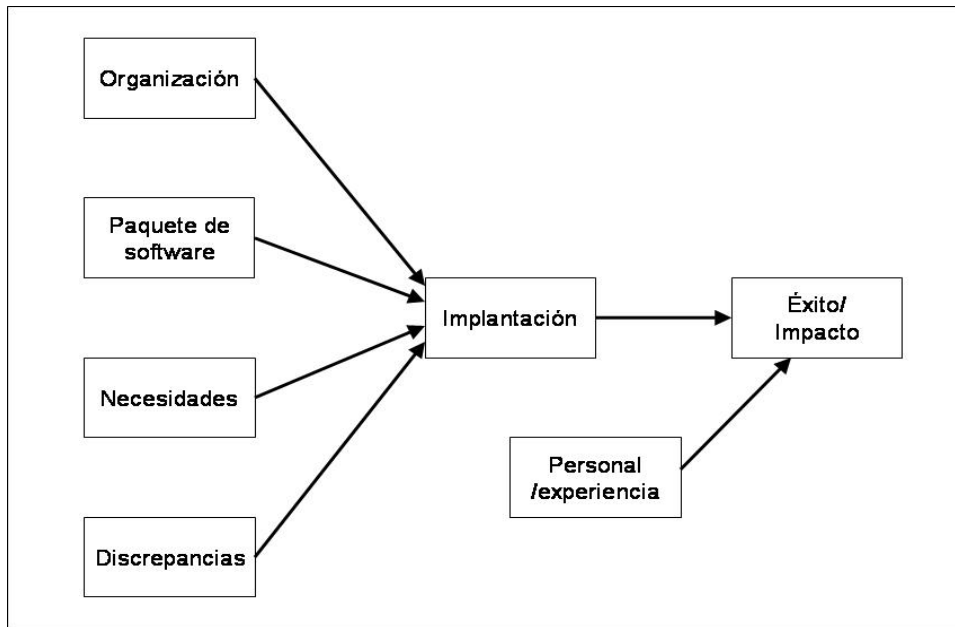 Organización
Paquete de
software
Necesidades
Discrepancias
Implantación
Éxito/
Impacto
Personal
/experiencia